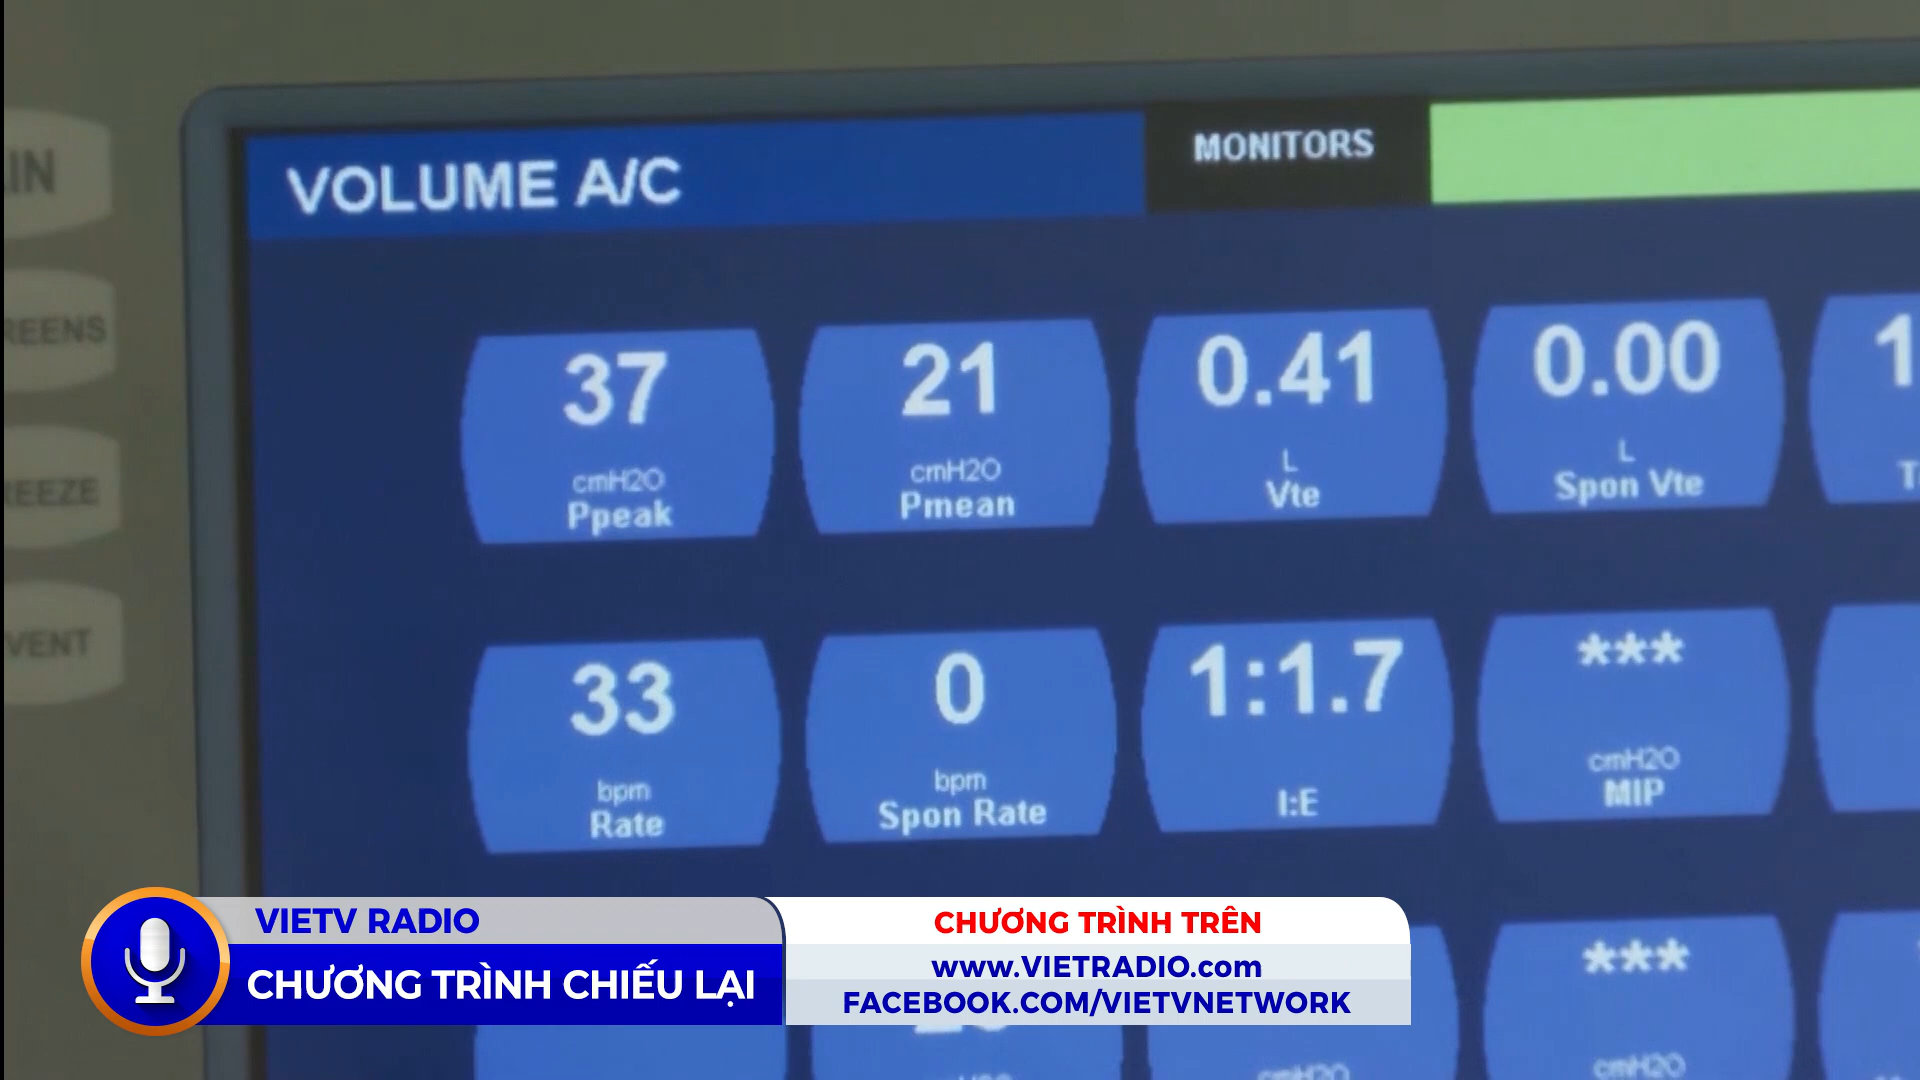 VOLUME A/C
MONITORS
37
cmH2O
Ppeak
21
cmH2O
Pmean
0.41
L
Vte
0.00
L
Spon Vte
33
bpm
Rate
0
bpm
Spon Rate
1:1.7
I:E
***
cmH2O
MIP
***
cmH2O
cmH2O
VIETV RADIO
CHƯƠNG TRÌNH CHIẾU LẠI
CHƯƠNG TRÌNH TRÊN
www.VIETRADIO.com
FACEBOOK.COM/VIETVNETWORK